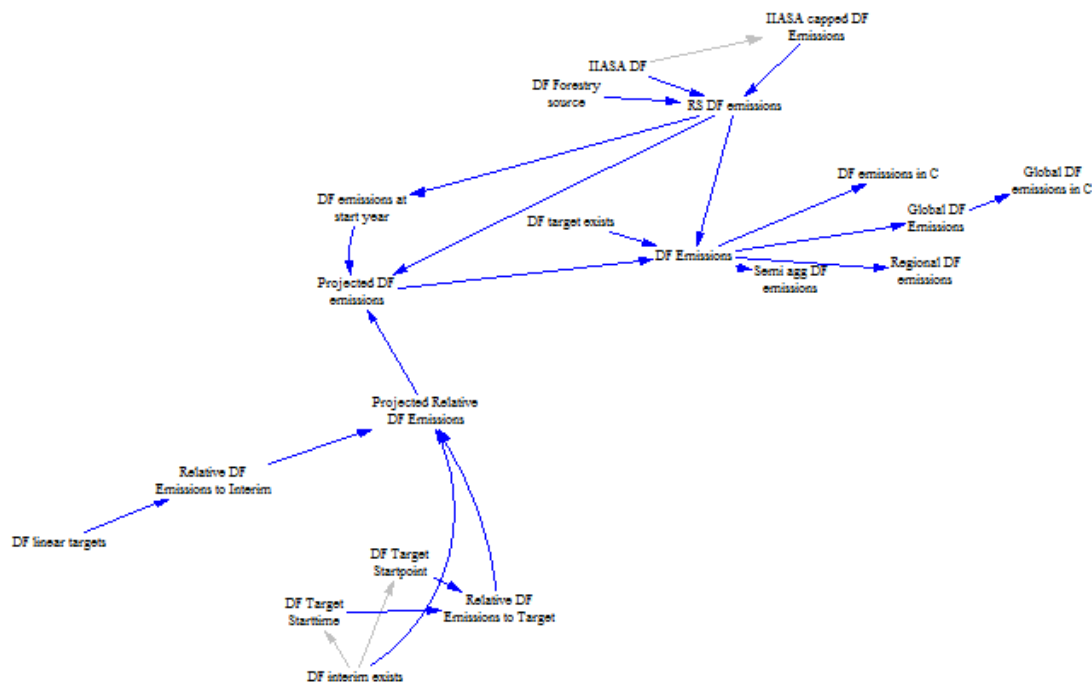 IIASA capped DF
Emissions
IIASA DF
DF Forestry
source
RS DF emissions
DF emissions in C
Global DF
emissions in C
DF emissions at
start year
DF target exists
Global DF
Emissions
DF Emissions
Semi agg DF
emissions
Regional DF
emissions
Projected DF
emissions
Projected Relative
DF Emissions
Relative DF
Emissions to Interim
DF linear targets
DF Target
Startpoint
DF Target
Starttime
Relative DF
Emissions to Target
DF interim exists